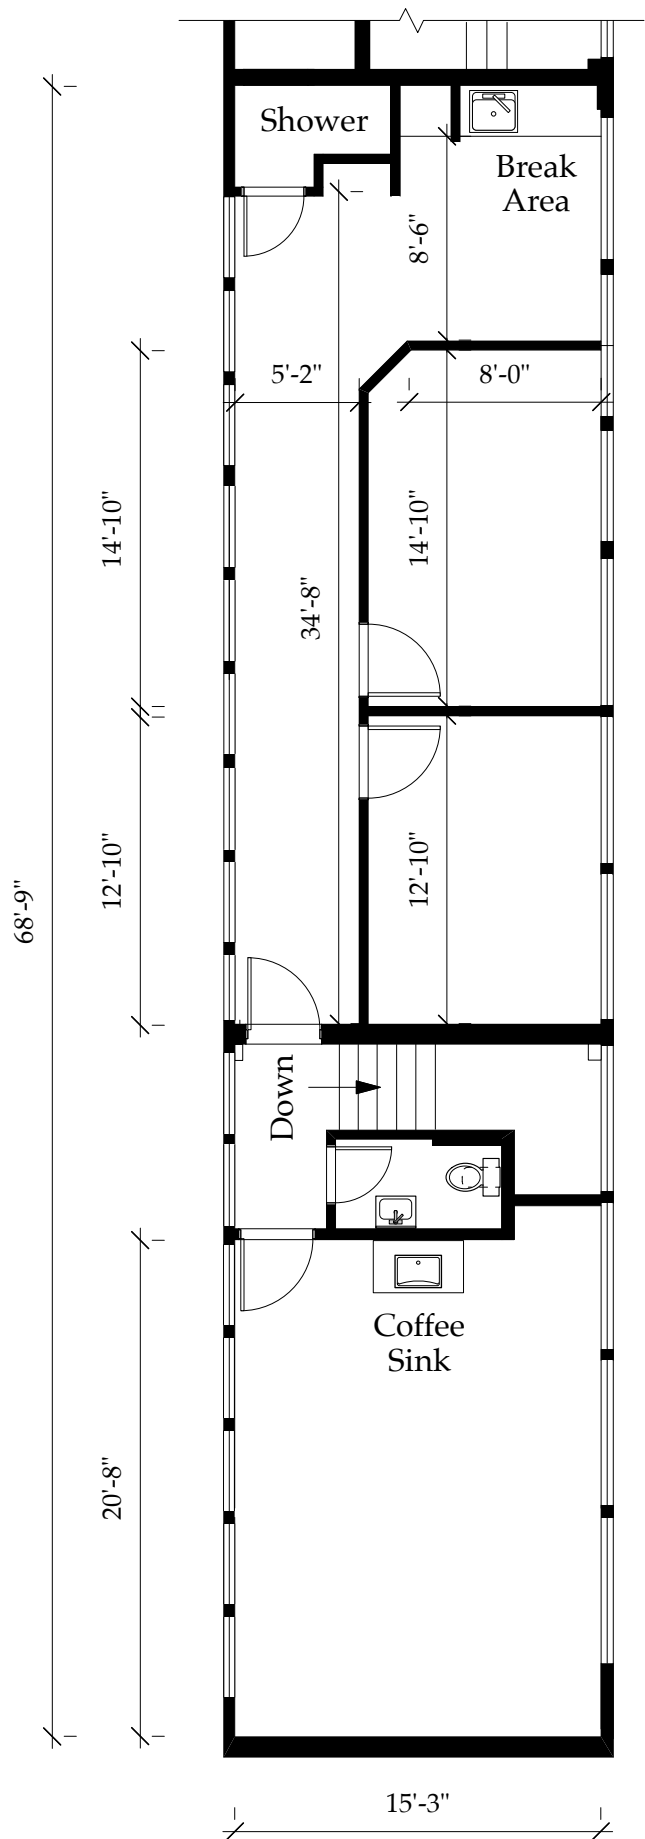 Shower
Break
Area
8'-6"
5'-2"
8'-0"
14'-10"
14'-10"
34'-8"
12'-10"
12'-10"
68'-9"
Down
Coffee
Sink
20'-8"
15'-3"